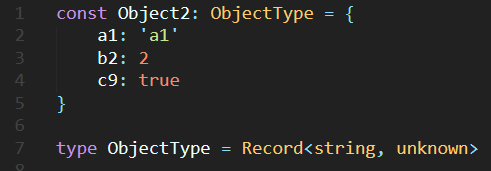 1 const Object2: ObjectType = {
2     a1: 'a1'
3     b2: 2
4     c9: true
5 }
6
7 type ObjectType = Record<string, unknown>
8